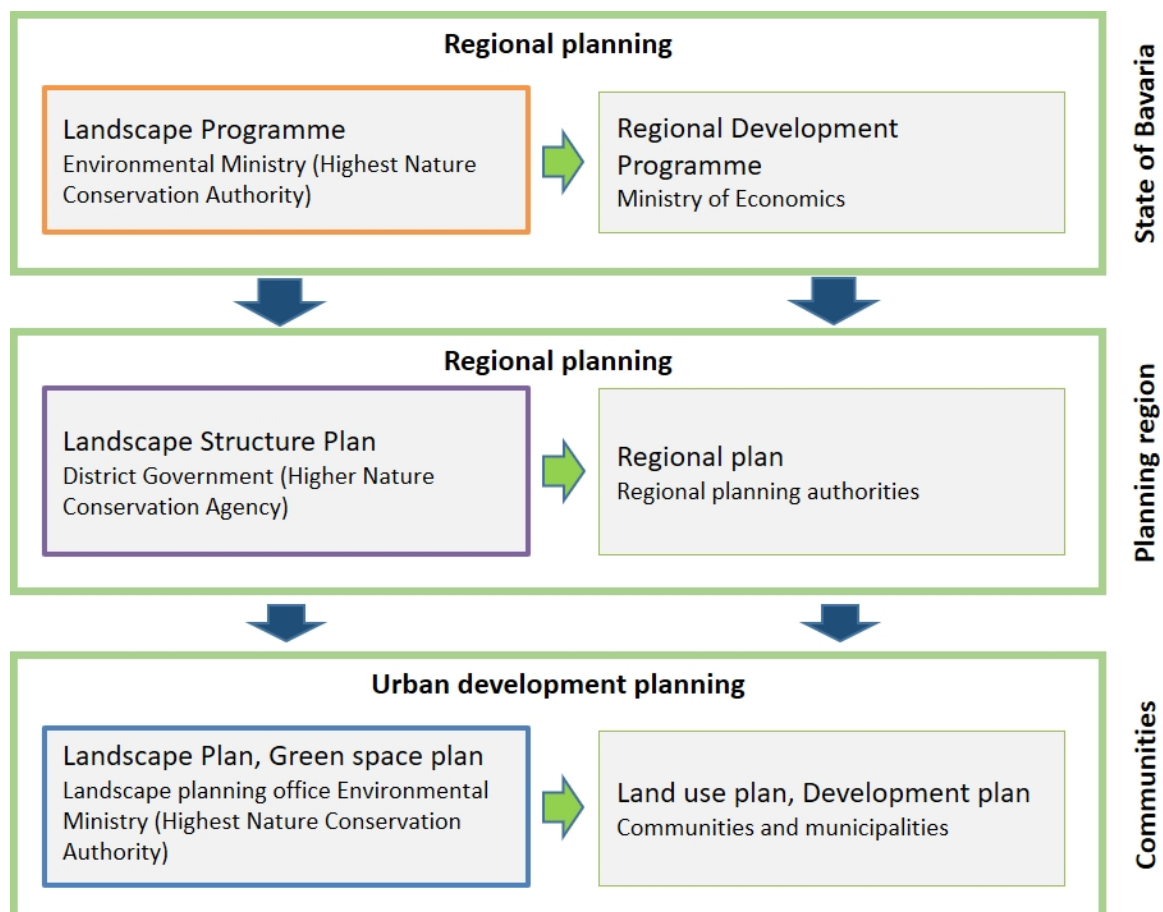 Regional planning
Landscape Programme
Environmental Ministry (Highest Nature
Conservation Authority)
Regional Development
Programme
Ministry of Economics
State of Bavaria
Regional planning
Landscape Structure Plan
District Government (Higher Nature
Conservation Agency)
Regional plan
Regional planning authorities
Planning region
Urban development planning
Landscape Plan, Green space plan
Landscape planning office Environmental
Ministry (Highest Nature Conservation
Authority)
Land use plan, Development plan
Communities and municipalities
Communities